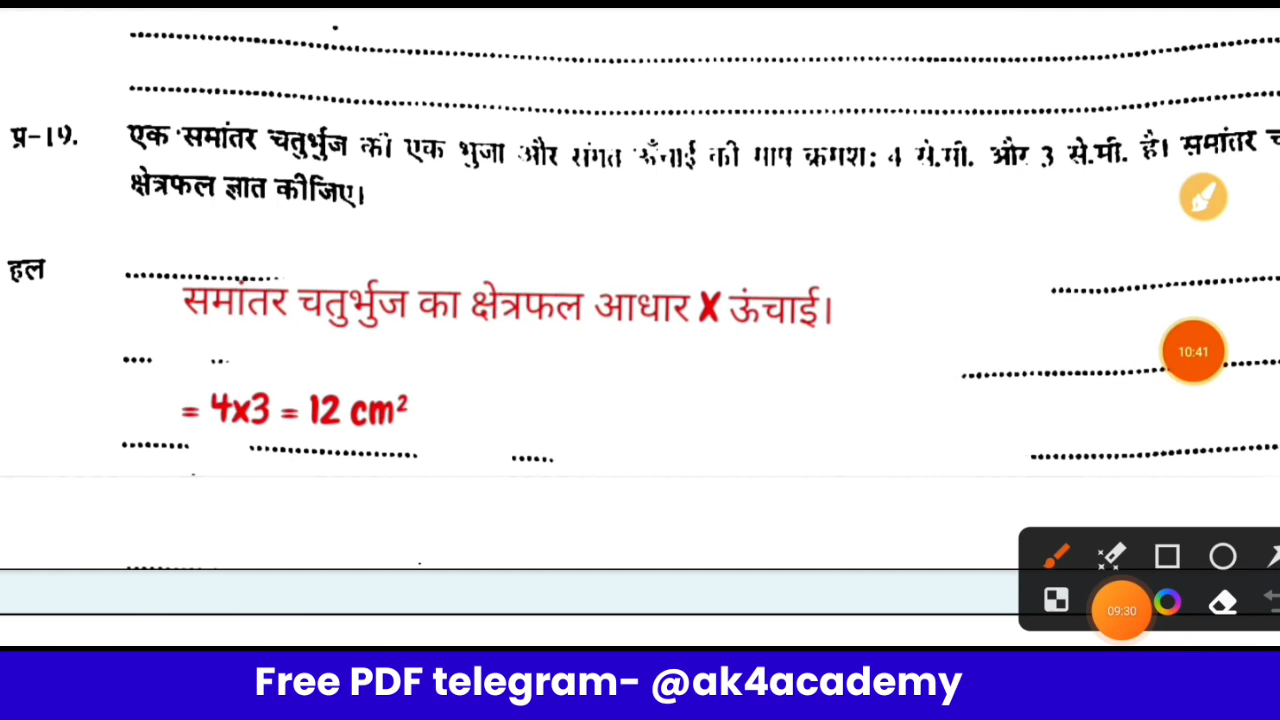 प्र-19. एक समांतर चतुर्भुज की एक भुजा और संगत ऊँचाई की माप क्रमश: 4 से.मी. और 3 से.मी. है। समांतर च
क्षेत्रफल ज्ञात कीजिए।
हल
समांतर चतुर्भुज का क्षेत्रफल आधार X ऊंचाई।
10:41
= 4x3 = 12 cm²
09:30
Free PDF telegram- @ak4academy